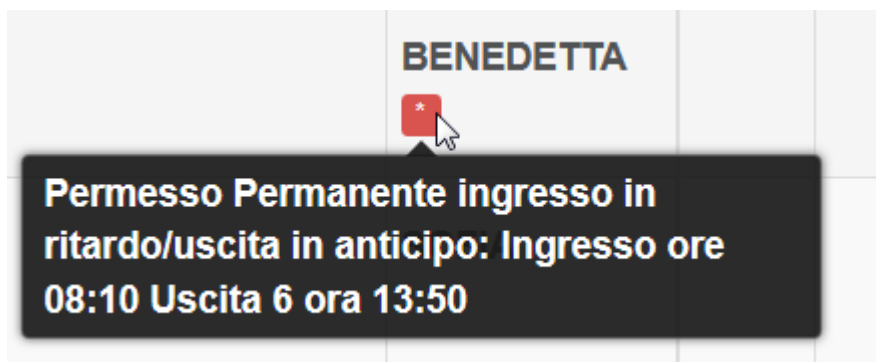 BENEDETTA
*
Permesso Permanente ingresso in
ritardo/uscita in anticipo: Ingresso ore
08:10 Uscita 6 ora 13:50